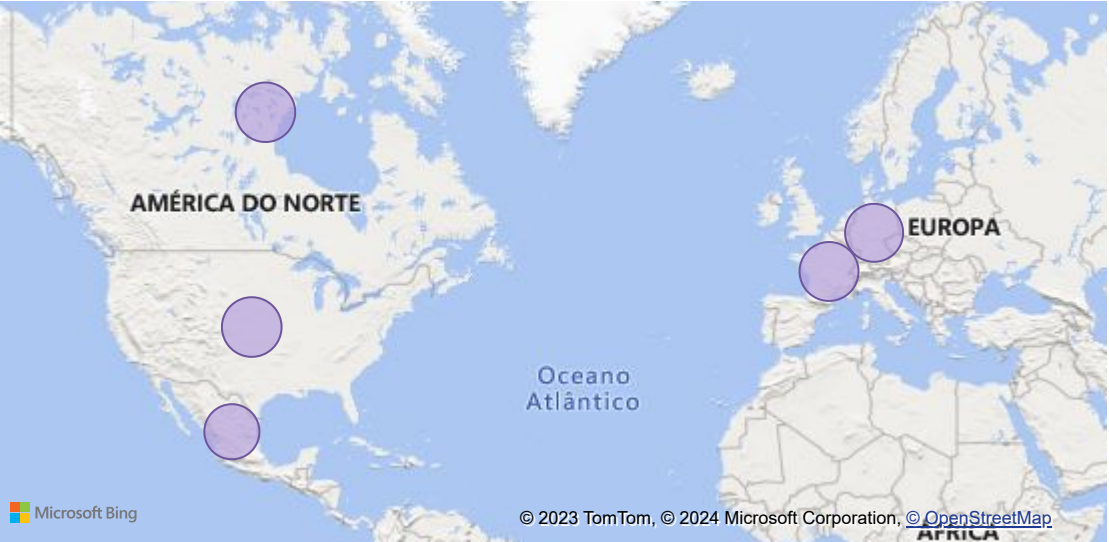 AMÉRICA DO NORTE
EUROPA
Oceano
Atlântico
Microsoft Bing
© 2023 TomTom, © 2024 Microsoft Corporation, © OpenStreetMap
ÁFRICA